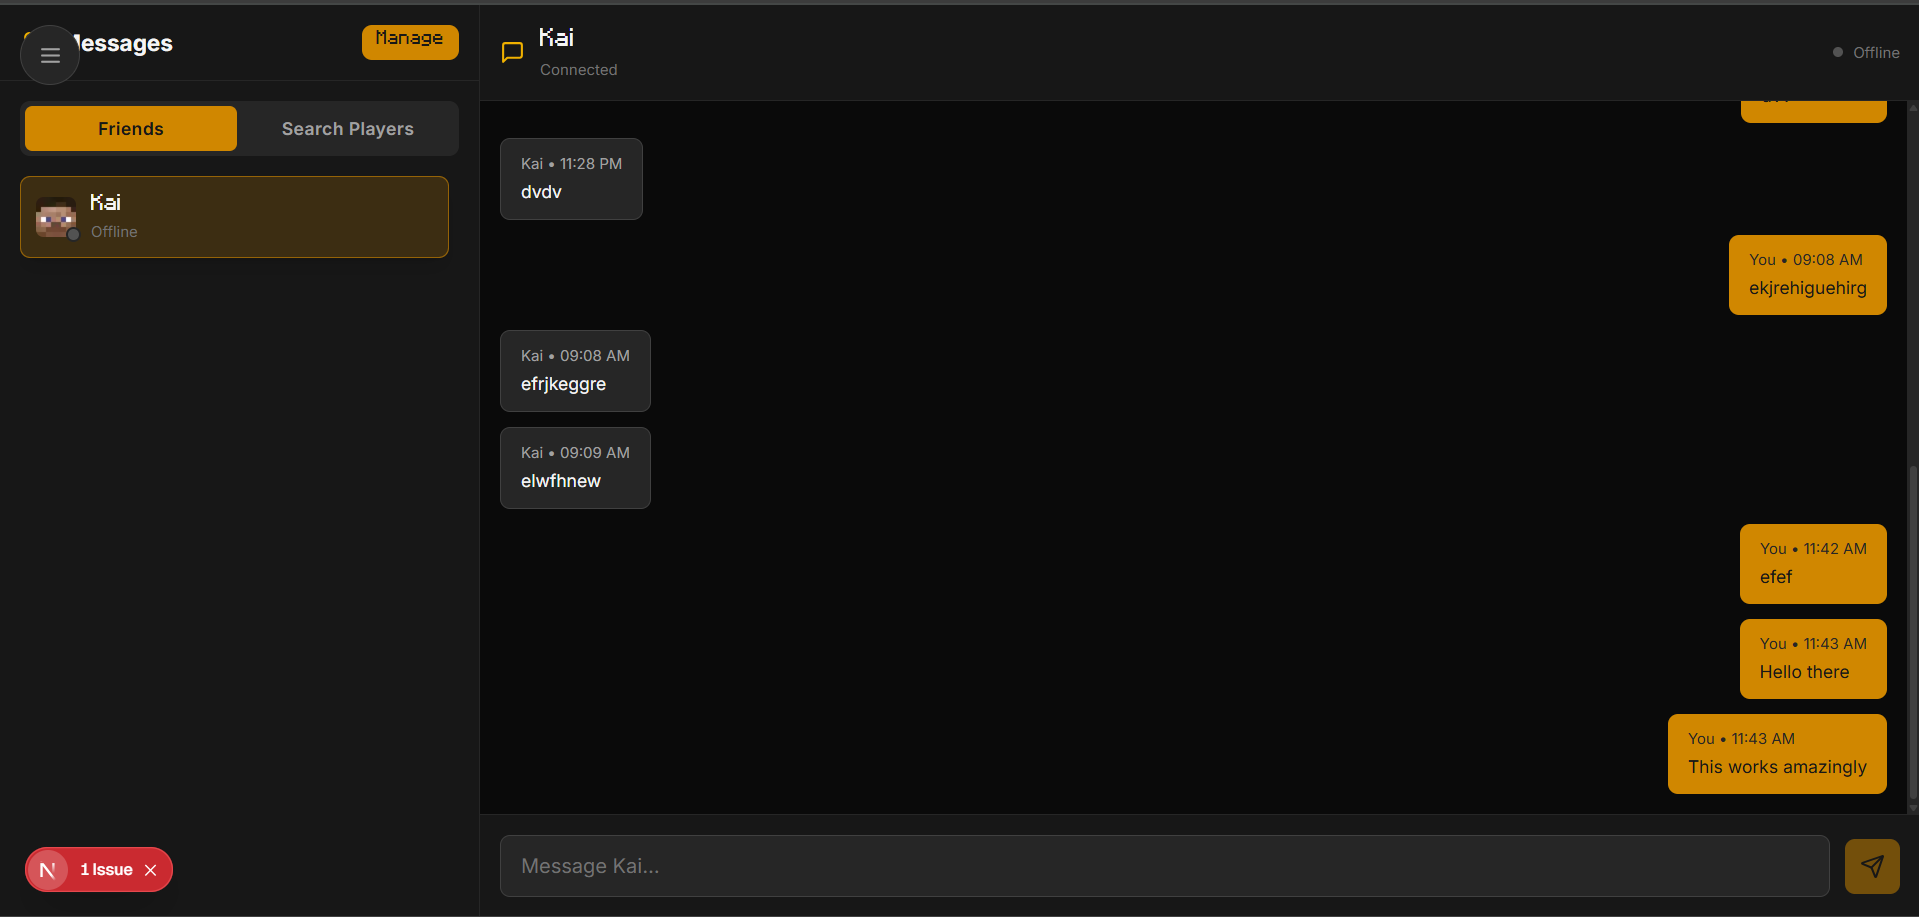 essages
Manage
Friends
Search Players
Kai
Offline
Kai
Connected
Offline
Kai • 11:28 PM
dvdv
You • 09:08 AM
ekjrehiguehirg
Kai • 09:08 AM
efrjkeggre
Kai • 09:09 AM
elwfhnew
You • 11:42 AM
efef
You • 11:43 AM
Hello there
You • 11:43 AM
This works amazingly
Message Kai...
N
1 Issue